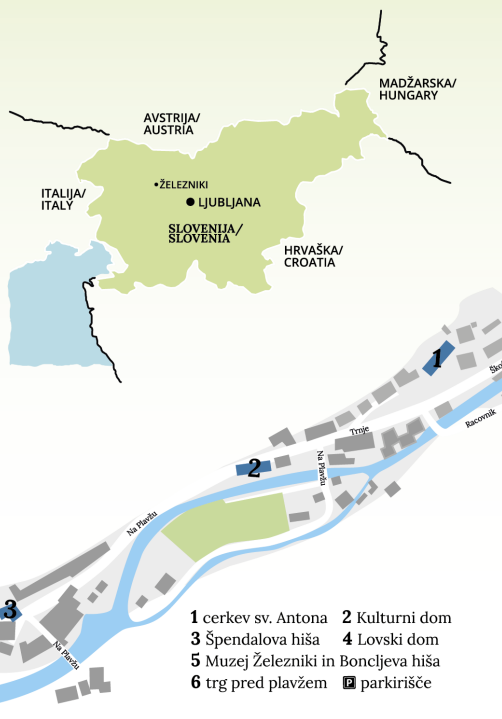 MADŽARSKA/
HUNGARY
AVSTRIJA/
AUSTRIA
•ŽELEZNIKI
ITALIJA/
ITALY
LJUBLJANA
SLOVENIJA/
SLOVENIA
HRVAŠKA/
CROATIA
1
Racovnik
Trnje
2
Na Plavžu
Na Plavžu
3
Na Plavžu
1 cerkev sv. Antona 2 Kulturni dom
3 Špendalova hiša 4 Lovski dom
5 Muzej Železniki in Boncljeva hiša
6 trg pred plavžem P parkirišče